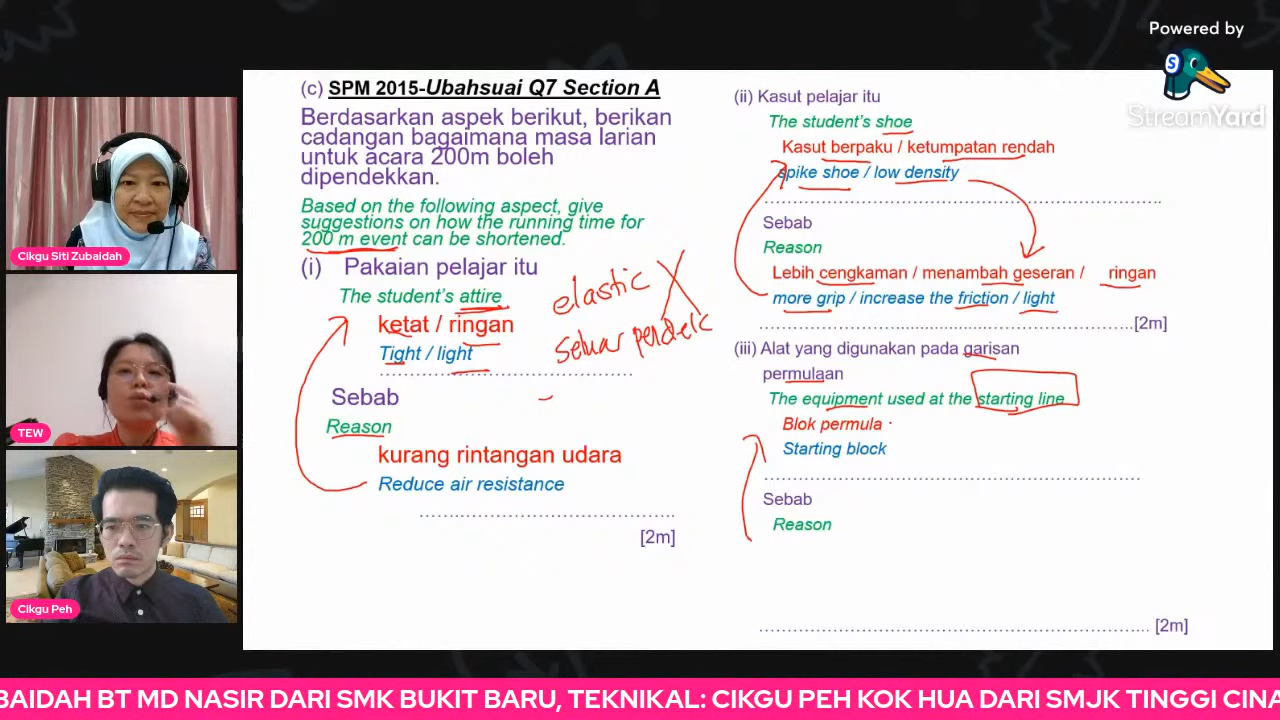 Powered by
StreamYard
Cikgu Siti Zubaidah
TEW
Cikgu Peh
(c) SPM 2015-Ubahsuai Q7 Section A
Berdasarkan aspek berikut, berikan
cadangan bagaimana masa larian
untuk acara 200m boleh
dipendekkan.
Based on the following aspect, give
suggestions on how the running time for
200 m event can be shortened.
(i) Pakaian pelajar itu
The student's attire
ketat / ringan
Tight / light
elastic X
seluar pendek
Sebab
Reason
kurang rintangan udara
Reduce air resistance
[2m]
(ii) Kasut pelajar itu
The student's shoe
Kasut berpaku / ketumpatan rendah
spike shoe / low density
Sebab
Reason
Lebih cengkaman / menambah geseran / ringan
more grip / increase the friction / light
[2m]
(iii) Alat yang digunakan pada garisan
permulaan
The equipment used at the starting line
Blok permula
Starting block
Sebab
Reason
[2m]
BAIDAH BT MD NASIR DARI SMK BUKIT BARU, TEKNIKAL: CIKGU PEH KOK HUA DARI SMJK TINGGI CINA